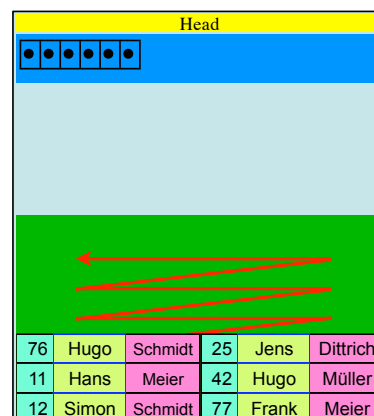 Head
76 Hugo Schmidt 25 Jens Dittrich
11 Hans Meier 42 Hugo Müller
12 Simon Schmidt 77 Frank Meier